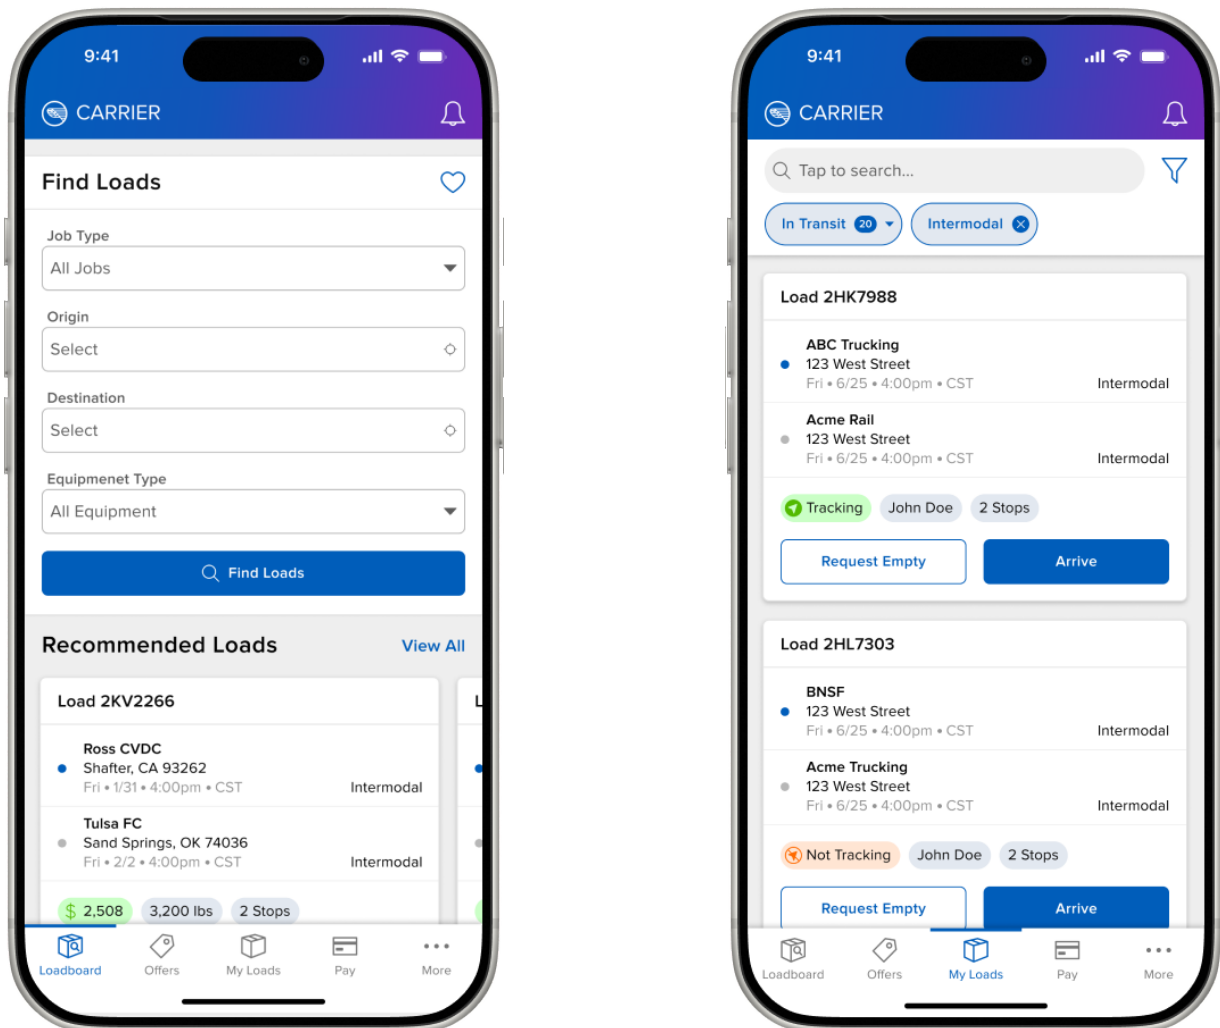 9:41
CARRIER
Find Loads
Job Type
All Jobs
Origin
Select
Destination
Select
Equipmenet Type
All Equipment
Find Loads
Recommended Loads View All
Load 2KV2266
L
Ross CVDC
Shafter, CA 93262
Fri • 1/31 • 4:00pm • CST Intermodal
Tulsa FC
Sand Springs, OK 74036
Fri • 2/2 • 4:00pm • CST Intermodal
$ 2,508 3,200 lbs 2 Stops
Loadboard Offers My Loads Pay More
9:41
CARRIER
Tap to search...
In Transit 20 Intermodal
Load 2HK7988
ABC Trucking
123 West Street
Fri • 6/25 • 4:00pm • CST Intermodal
Acme Rail
123 West Street
Fri • 6/25 • 4:00pm • CST Intermodal
Tracking John Doe 2 Stops
Request Empty Arrive
Load 2HL7303
BNSF
123 West Street
Fri • 6/25 • 4:00pm • CST Intermodal
Acme Trucking
123 West Street
Fri • 6/25 • 4:00pm • CST Intermodal
Not Tracking John Doe 2 Stops
Request Empty Arrive
Loadboard Offers My Loads Pay More